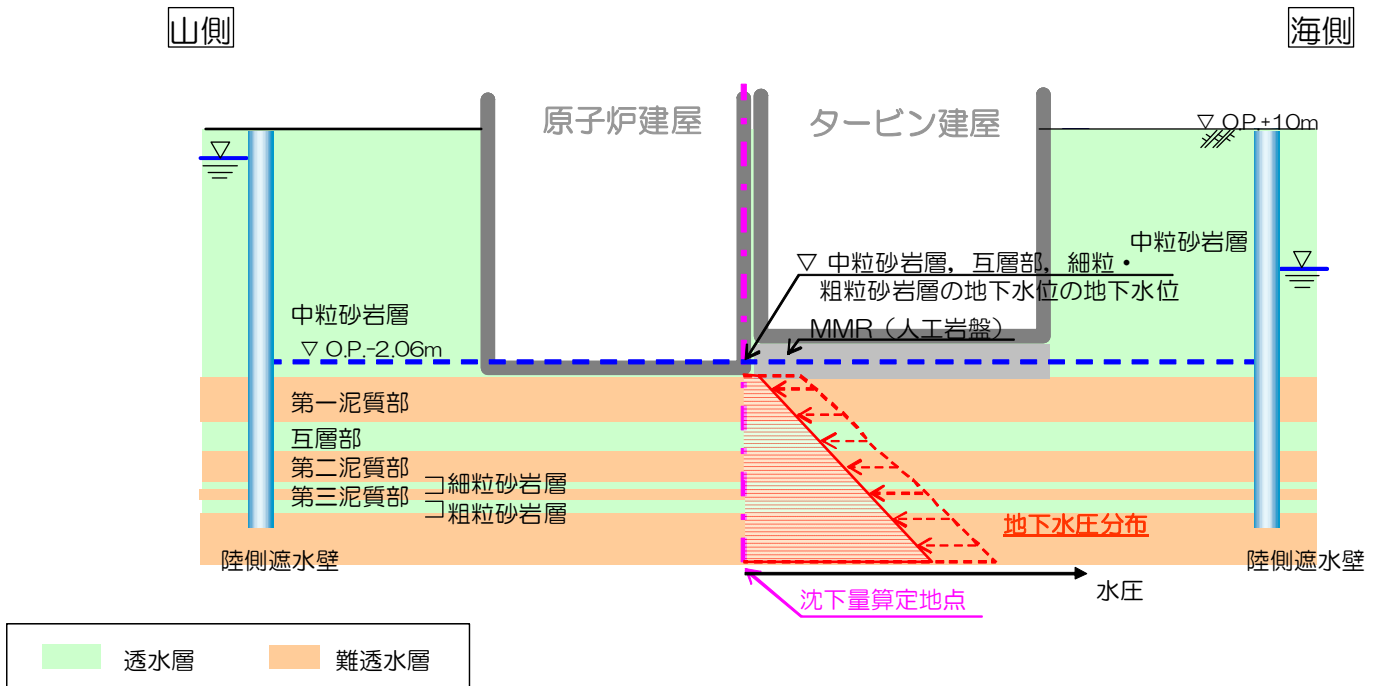 山側
海側
原子炉建屋
タービン建屋
▽ O.P.+10m
中粒砂岩層
▽ 中粒砂岩層，互層部，細粒・
粗粒砂岩層の地下水位の地下水位
MMR（人工岩盤）
中粒砂岩層
▽ O.P.-2.06m
第一泥質部
互層部
第二泥質部
細粒砂岩層
第三泥質部
粗粒砂岩層
地下水圧分布
陸側遮水壁
陸側遮水壁
水圧
沈下量算定地点
透水層
難透水層